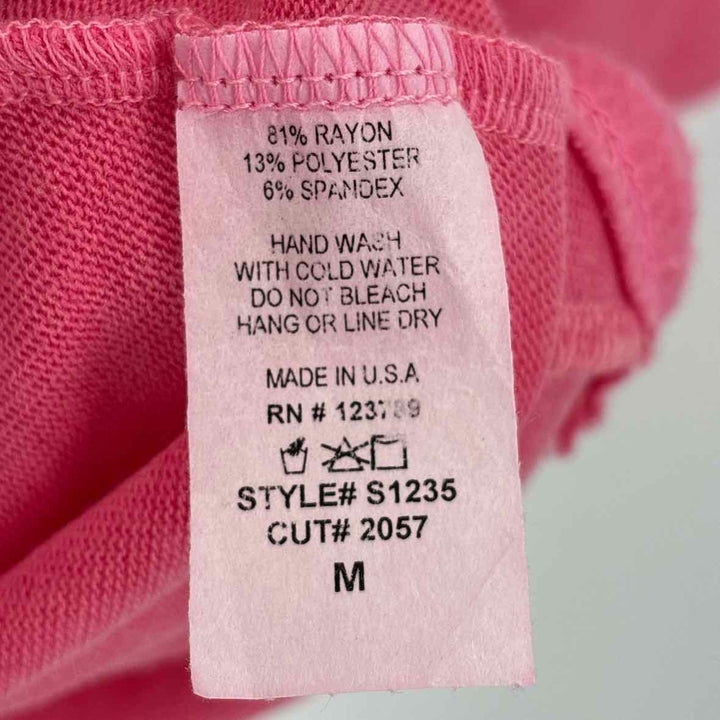 81% RAYON
13% POLYESTER
6% SPANDEX
HAND WASH
WITH COLD WATER
DO NOT BLEACH
HANG OR LINE DRY
MADE IN U.S.A
RN #
STYLE# S1235
CUT# 2057
M